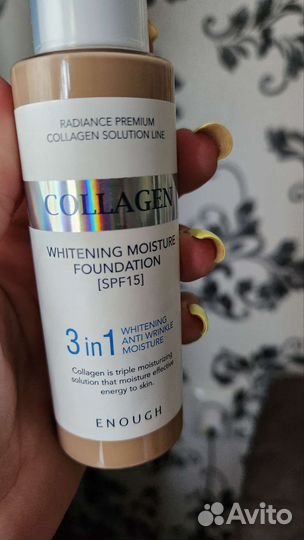 RADIANCE PREMIUM
COLLAGEN SOLUTION LINE
COLLAGEN
WHITENING MOISTURE
FOUNDATION
[SPF15]
3 in 1
WHITENING
ANTI WRINKLE
MOISTURE
Collagen is triple moisturizing
solution that moisture effective
energy to skin.
ENOUGH
Avito